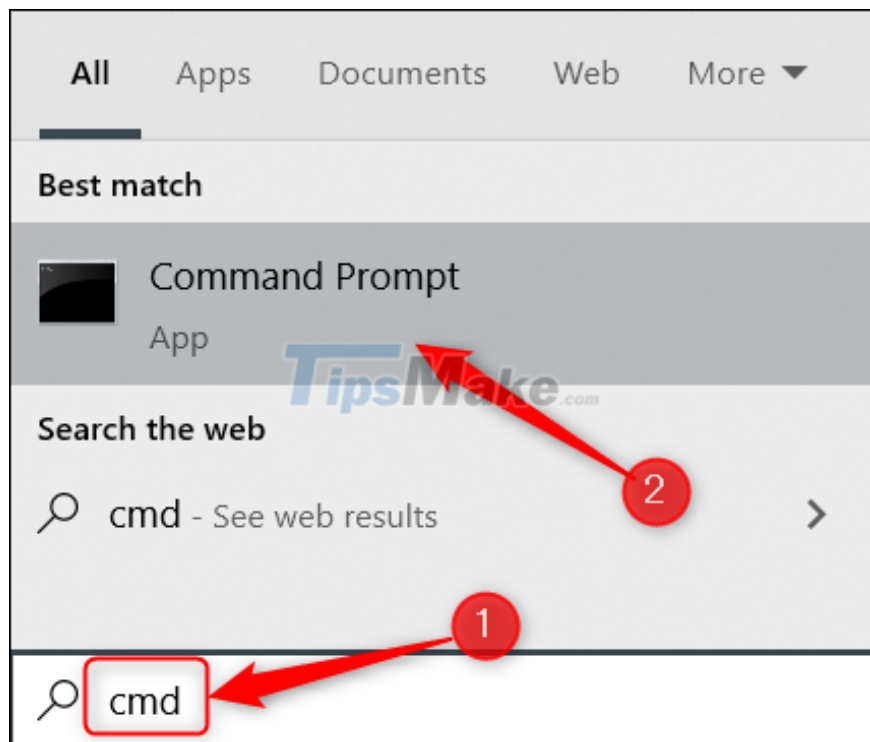 All Apps Documents Web More
Best match
Command Prompt
App
TipsMake.com
Search the web
cmd - See web results
2
1
cmd